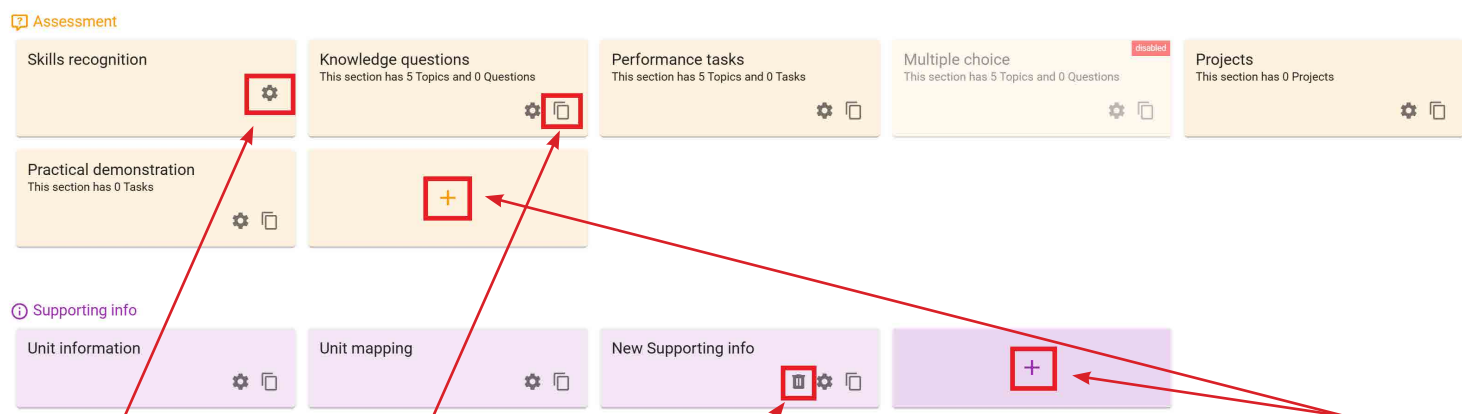 Assessment
Skills recognition
Knowledge questions
This section has 5 Topics and 0 Questions
Performance tasks
This section has 5 Topics and 0 Tasks
disabled
Multiple choice
This section has 5 Topics and 0 Questions
Projects
This section has 0 Projects
Practical demonstration
This section has 0 Tasks
Supporting info
Unit information
Unit mapping
New Supporting info